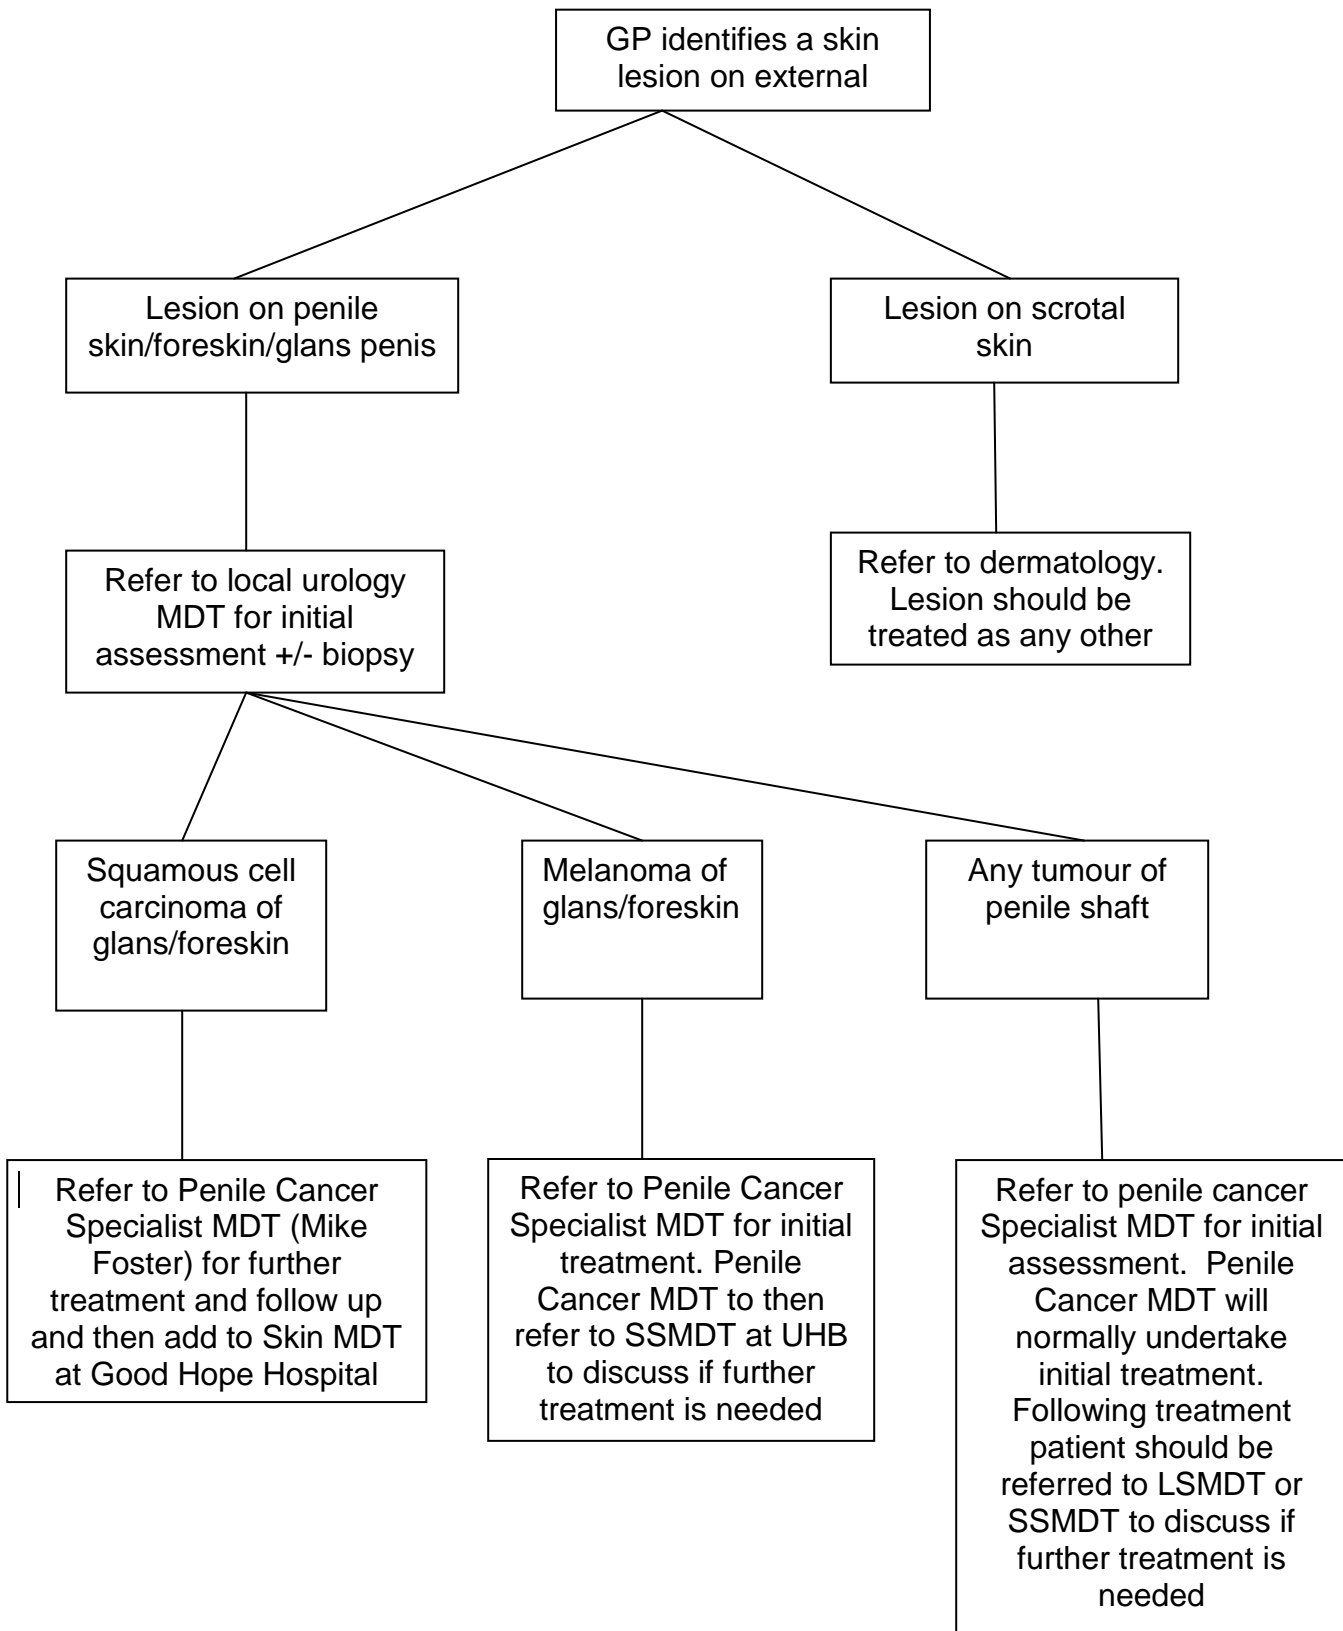 GP identifies a skin
lesion on external
Lesion on penile
skin/foreskin/glans penis
Lesion on scrotal
skin
Refer to local urology
MDT for initial
assessment +/- biopsy
Refer to dermatology.
Lesion should be
treated as any other
Squamous cell
carcinoma of
glans/foreskin
Melanoma of
glans/foreskin
Any tumour of
penile shaft
Refer to Penile Cancer
Specialist MDT (Mike
Foster) for further
treatment and follow up
and then add to Skin MDT
at Good Hope Hospital
Refer to Penile Cancer
Specialist MDT for initial
treatment. Penile
Cancer MDT to then
refer to SSMDT at UHB
to discuss if further
treatment is needed
Refer to penile cancer
Specialist MDT for initial
assessment.  Penile
Cancer MDT will
normally undertake
initial treatment.
Following treatment
patient should be
referred to LSMDT or
SSMDT to discuss if
further treatment is
needed